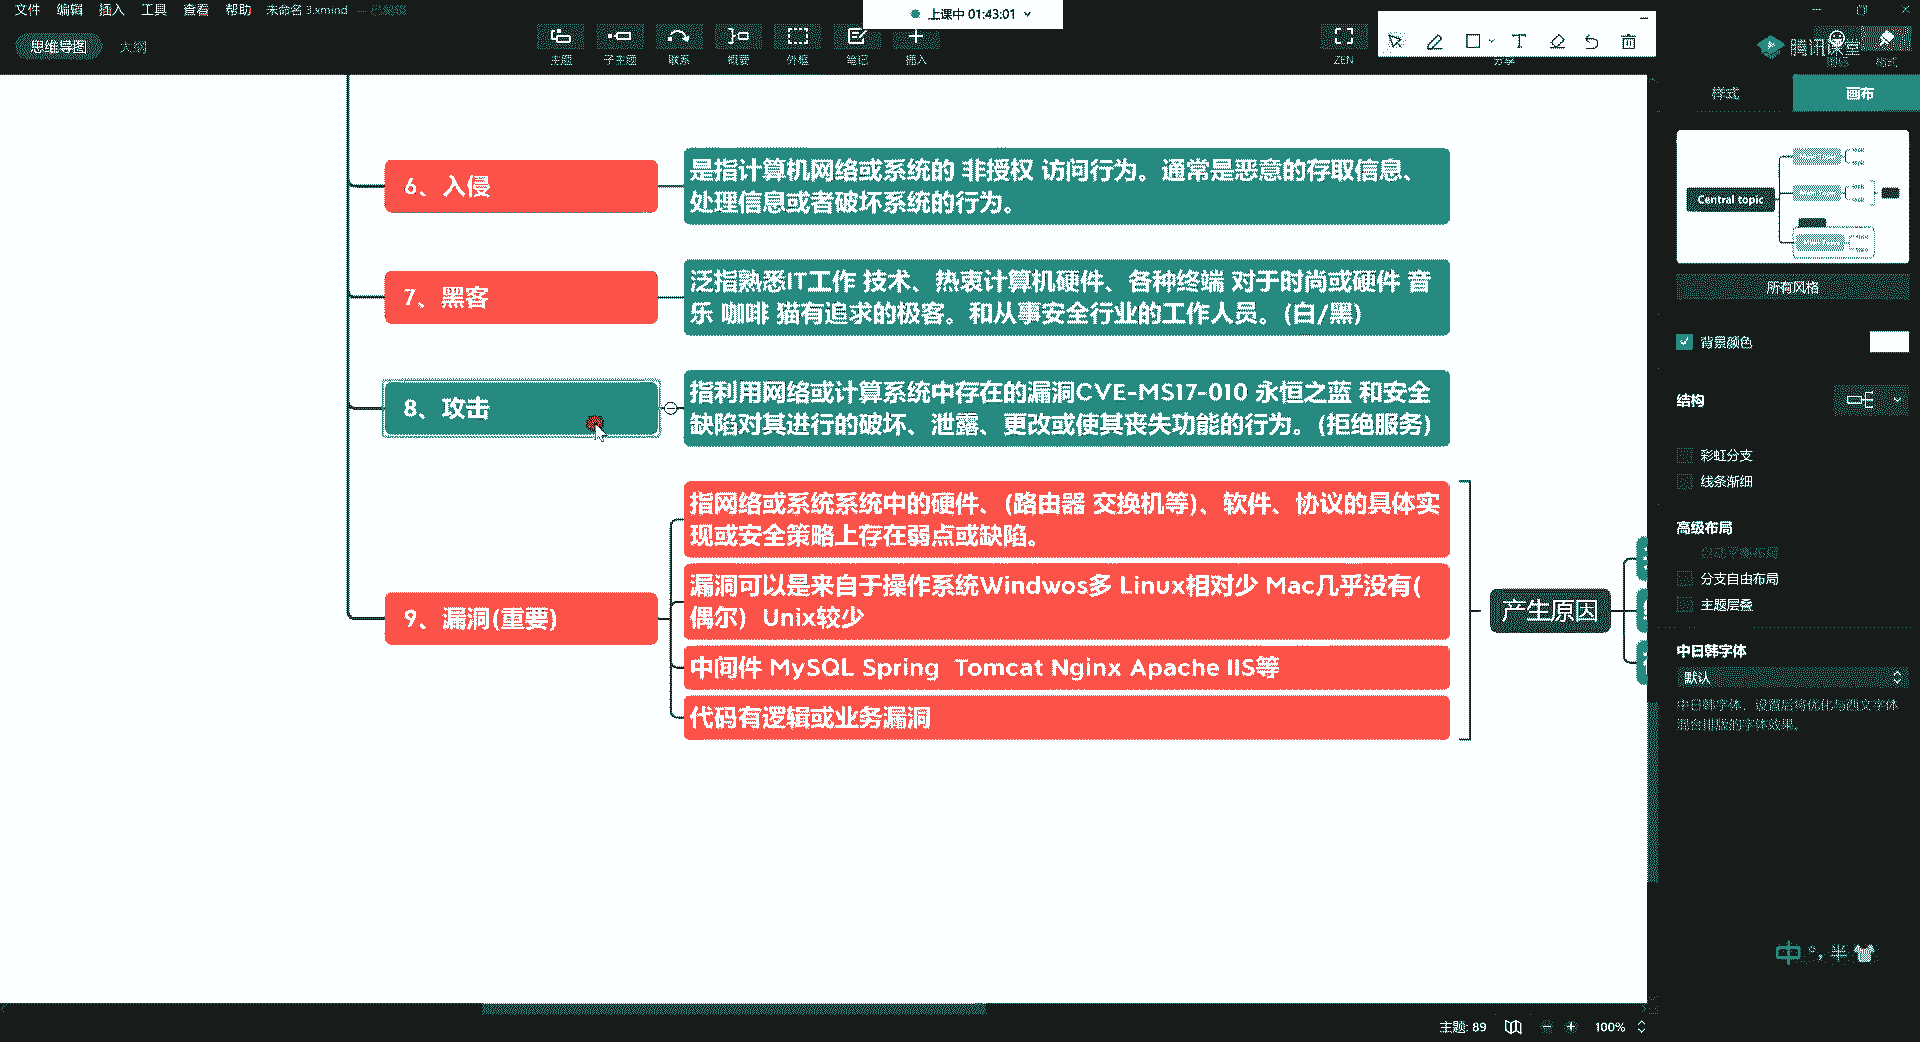 文件 编辑 插入 工具 查看 帮助 未命名 3.xmind — 已编辑
上课中 01:43:01
思维导图 大纲
主题 子主题 联系 概要 外框 笔记 插入
ZEN 分享
腾讯课堂
图标 格式
样式 画布
6、入侵
是指计算机网络或系统的 非授权 访问行为。通常是恶意的存取信息、
处理信息或者破坏系统的行为。
7、黑客
泛指熟悉IT工作 技术、热衷计算机硬件、各种终端 对于时尚或硬件 音
乐 咖啡 猫有追求的极客。和从事安全行业的工作人员。(白/黑)
8、攻击
指利用网络或计算系统中存在的漏洞CVE-MS17-010 永恒之蓝 和安全
缺陷对其进行的破坏、泄露、更改或使其丧失功能的行为。(拒绝服务)
9、漏洞(重要)
指网络或系统系统中的硬件、(路由器 交换机等)、软件、协议的具体实
现或安全策略上存在弱点或缺陷。
漏洞可以是来自于操作系统Windwos多 Linux相对少 Mac几乎没有(
偶尔) Unix较少
中间件 MySQL Spring  Tomcat Nginx Apache IIS等
代码有逻辑或业务漏洞
产生原因
Central topic
所有风格
背景颜色
结构
彩虹分支
线条渐细
高级布局
自动平衡布局
分支自由布局
主题层叠
中日韩字体
默认
中日韩字体，设置后将优化与西文字体
混合排版的字体效果。
中 °, 半
主题: 89
100%